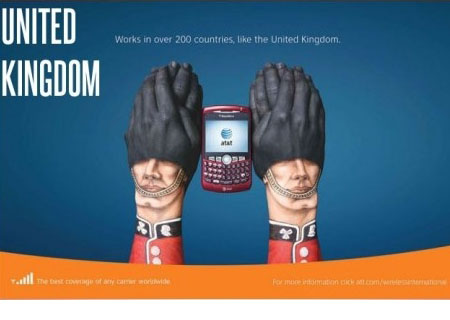 UNITED
KINGDOM
Works in over 200 countries, like the United Kingdom.
BlackBerry
at&t
The best coverage of any carrier worldwide.
For more information click att.com/wirelessinternational